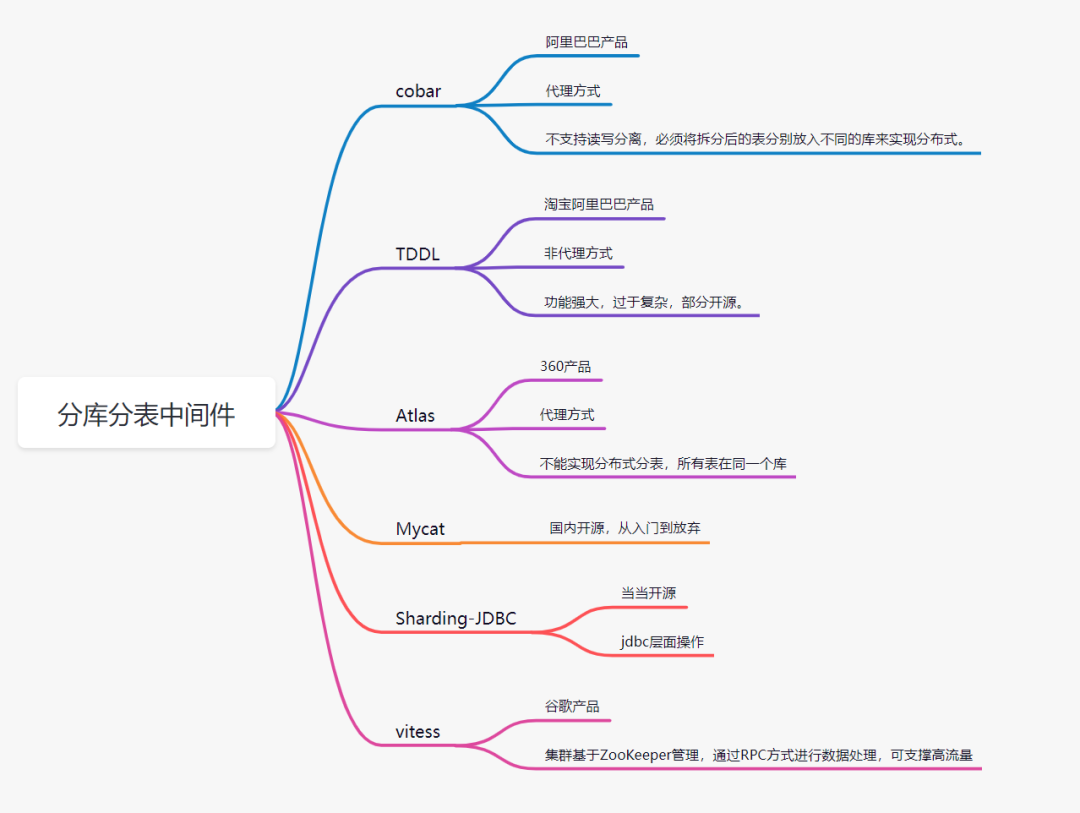 分库分表中间件
cobar
阿里巴巴产品
代理方式
不支持读写分离，必须将拆分后的表分别放入不同的库来实现分布式。
TDDL
淘宝阿里巴巴产品
非代理方式
功能强大，过于复杂，部分开源。
Atlas
360产品
代理方式
不能实现分布式分表，所有表在同一个库
Mycat
国内开源，从入门到放弃
Sharding-JDBC
当当开源
jdbc层面操作
vitess
谷歌产品
集群基于ZooKeeper管理，通过RPC方式进行数据处理，可支撑高流量